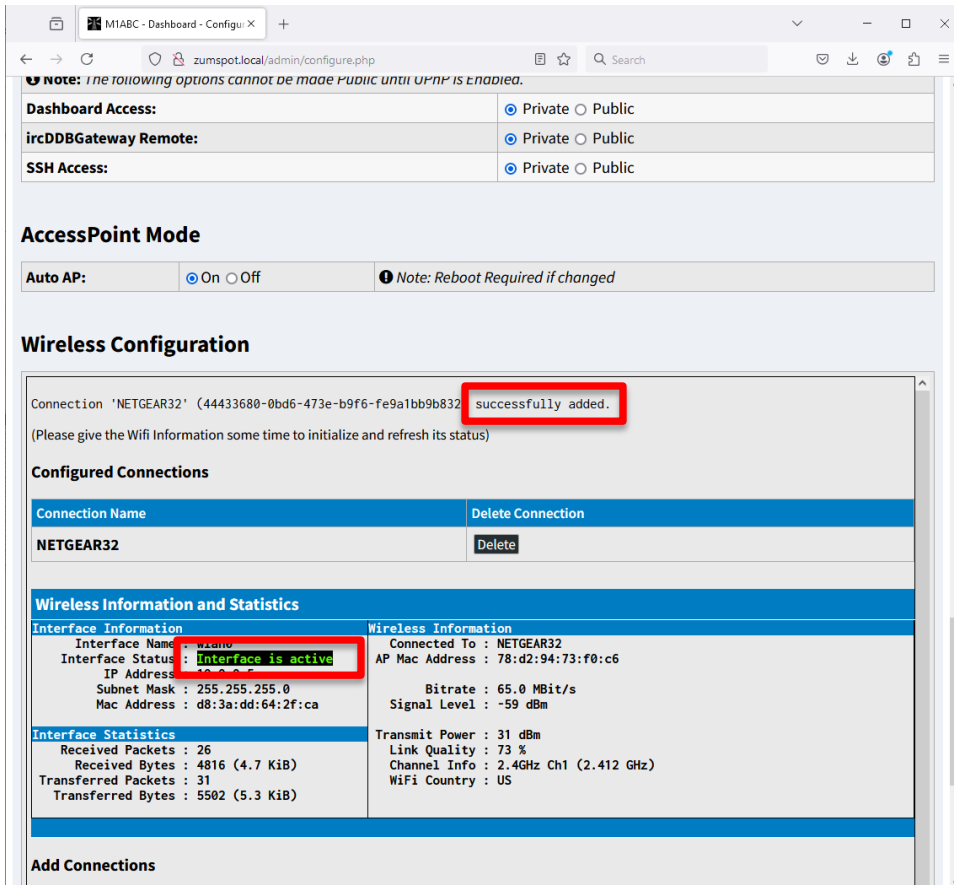 M1ABC - Dashboard - Configu
zumspot.local/admin/configure.php
Search
Note: The following options cannot be made Public until UPnP is Enabled.
Dashboard Access: Private Public
ircDDBGateway Remote: Private Public
SSH Access: Private Public
AccessPoint Mode
Auto AP: On Off Note: Reboot Required if changed
Wireless Configuration
Connection 'NETGEAR32' (44433680-0bd6-473e-b9f6-fe9a1bb9b832 successfully added.
(Please give the Wifi Information some time to initialize and refresh its status)
Configured Connections
Connection Name Delete Connection
NETGEAR32 Delete
Wireless Information and Statistics
Interface Information
Interface Name : wlan0
Interface Status : Interface is active
IP Address
Subnet Mask : 255.255.255.0
Mac Address : d8:3a:dd:64:2f:ca
Interface Statistics
Received Packets : 26
Received Bytes : 4816 (4.7 KiB)
Transferred Packets : 31
Transferred Bytes : 5502 (5.3 KiB)
Wireless Information
Connected To : NETGEAR32
AP Mac Address : 78:d2:94:73:f0:c6
Bitrate : 65.0 MBit/s
Signal Level : -59 dBm
Transmit Power : 31 dBm
Link Quality : 73 %
Channel Info : 2.4GHz Ch1 (2.412 GHz)
WiFi Country : US
Add Connections